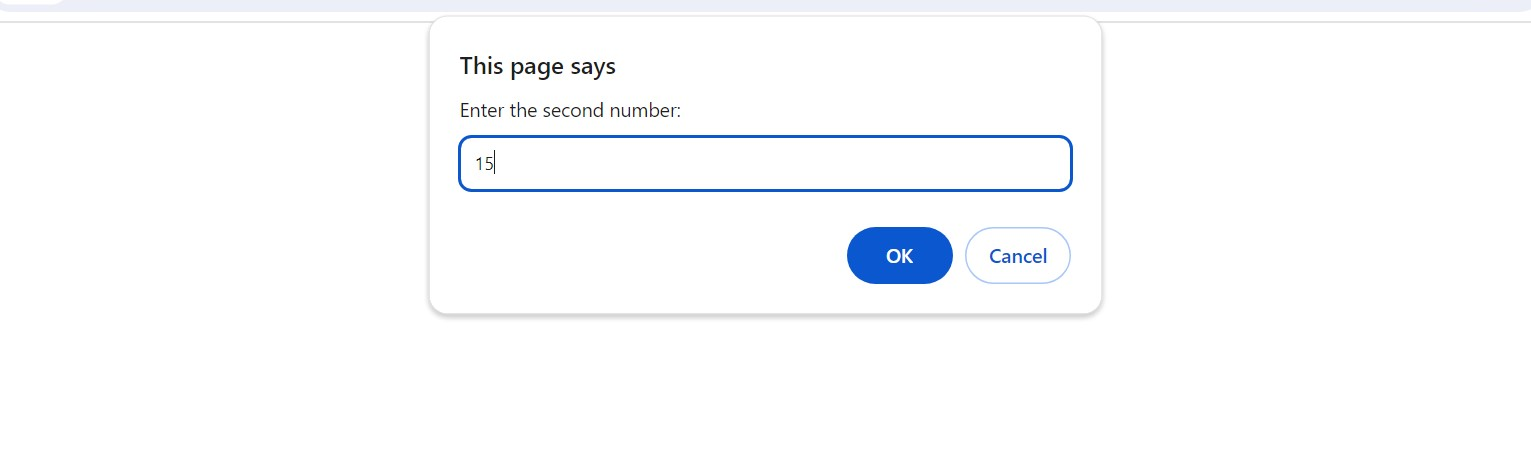 This page says
Enter the second number:
15
OK
Cancel